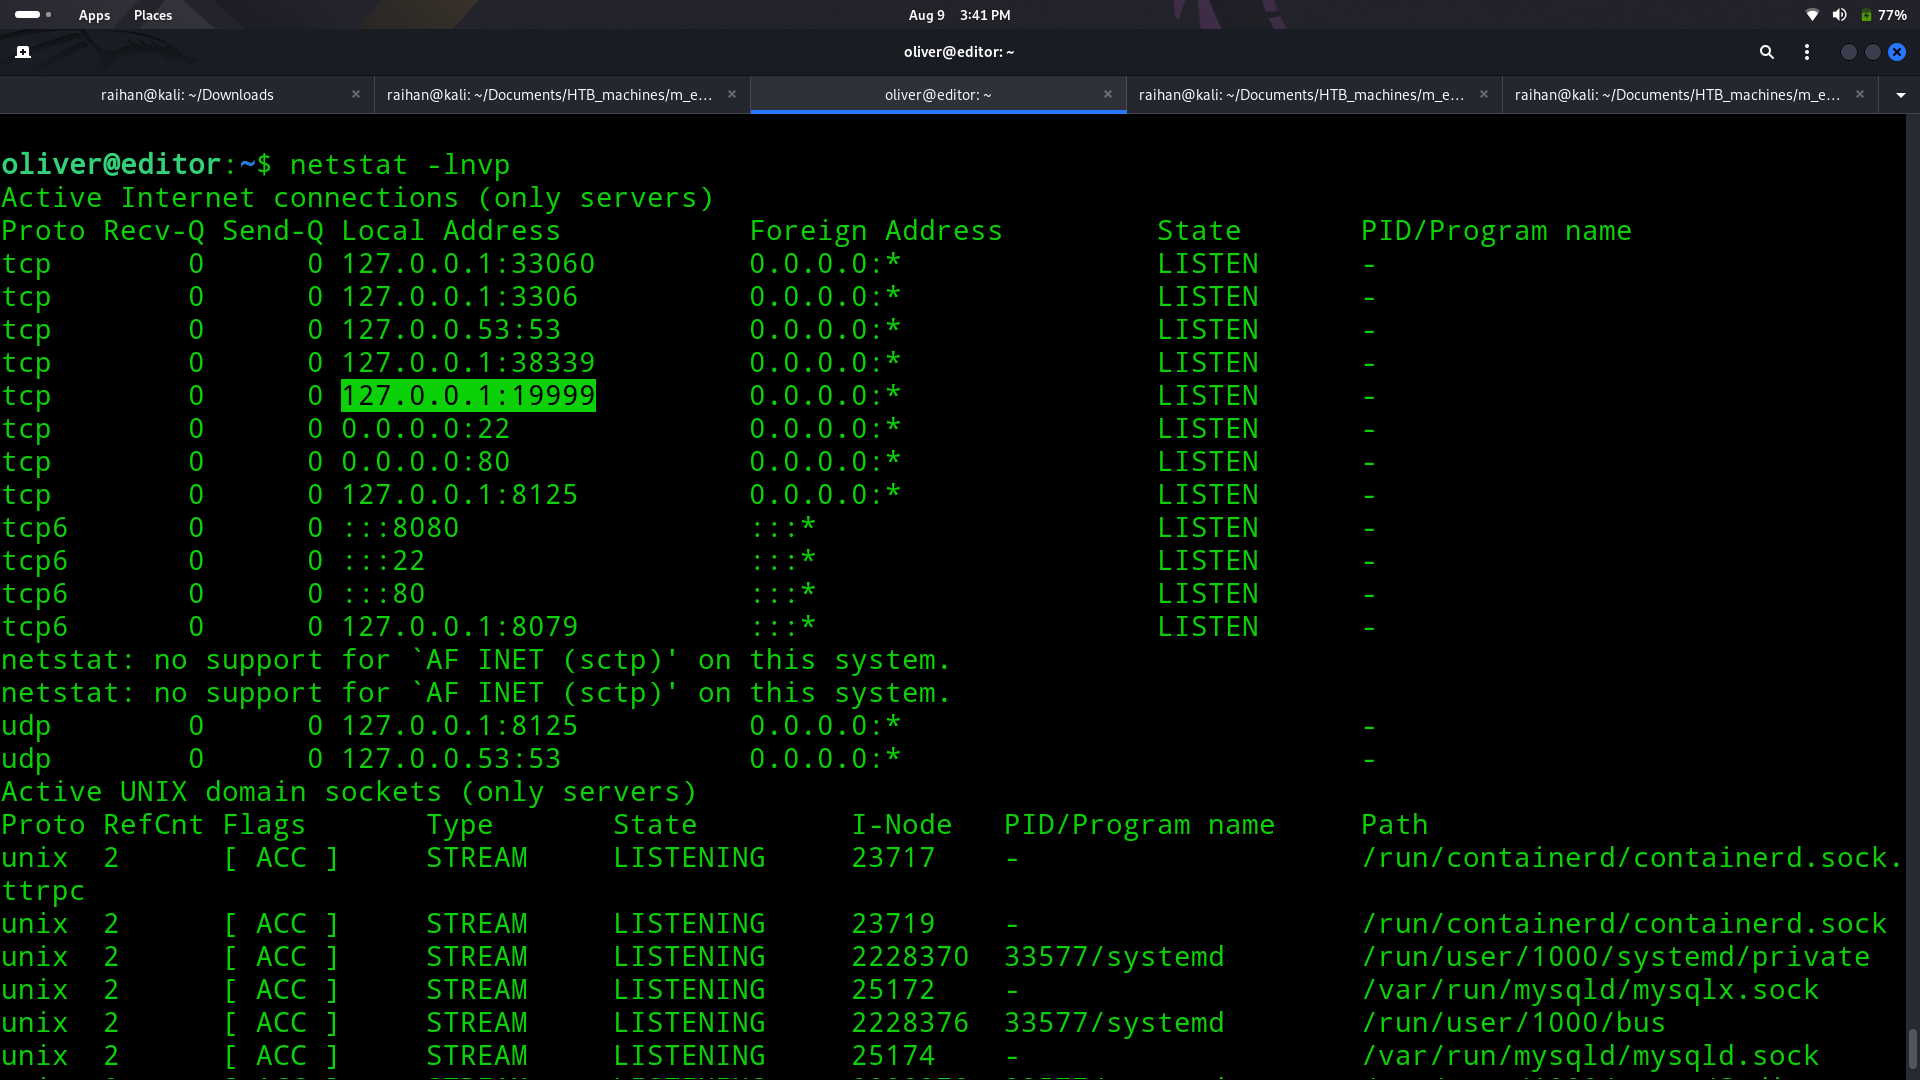 Apps Places Aug 9 3:41 PM 77%
oliver@editor: ~
raihan@kali: ~/Downloads × raihan@kali: ~/Documents/HTB_machines/m_e... × oliver@editor: ~ × raihan@kali: ~/Documents/HTB_machines/m_e... × raihan@kali: ~/Documents/HTB_machines/m_e... ×
oliver@editor:~$ netstat -lnvp
Active Internet connections (only servers)
Proto Recv-Q Send-Q Local Address           Foreign Address         State       PID/Program name
tcp        0      0 127.0.0.1:33060         0.0.0.0:*               LISTEN      -
tcp        0      0 127.0.0.1:3306          0.0.0.0:*               LISTEN      -
tcp        0      0 127.0.0.53:53           0.0.0.0:*               LISTEN      -
tcp        0      0 127.0.0.1:38339         0.0.0.0:*               LISTEN      -
tcp        0      0 127.0.0.1:19999         0.0.0.0:*               LISTEN      -
tcp        0      0 0.0.0.0:22              0.0.0.0:*               LISTEN      -
tcp        0      0 0.0.0.0:80              0.0.0.0:*               LISTEN      -
tcp        0      0 127.0.0.1:8125          0.0.0.0:*               LISTEN      -
tcp6       0      0 :::8080                 :::*                    LISTEN      -
tcp6       0      0 :::22                   :::*                    LISTEN      -
tcp6       0      0 :::80                   :::*                    LISTEN      -
tcp6       0      0 127.0.0.1:8079          :::*                    LISTEN      -
netstat: no support for `AF INET (sctp)' on this system.
netstat: no support for `AF INET (sctp)' on this system.
udp        0      0 127.0.0.1:8125          0.0.0.0:*                           -
udp        0      0 127.0.0.53:53           0.0.0.0:*                           -
Active UNIX domain sockets (only servers)
Proto RefCnt Flags       Type       State         I-Node   PID/Program name     Path
unix  2      [ ACC ]     STREAM     LISTENING     23717    -                    /run/containerd/containerd.sock.
ttrpc
unix  2      [ ACC ]     STREAM     LISTENING     23719    -                    /run/containerd/containerd.sock
unix  2      [ ACC ]     STREAM     LISTENING     2228370  33577/systemd        /run/user/1000/systemd/private
unix  2      [ ACC ]     STREAM     LISTENING     25172    -                    /var/run/mysqld/mysqlx.sock
unix  2      [ ACC ]     STREAM     LISTENING     2228376  33577/systemd        /run/user/1000/bus
unix  2      [ ACC ]     STREAM     LISTENING     25174    -                    /var/run/mysqld/mysqld.sock